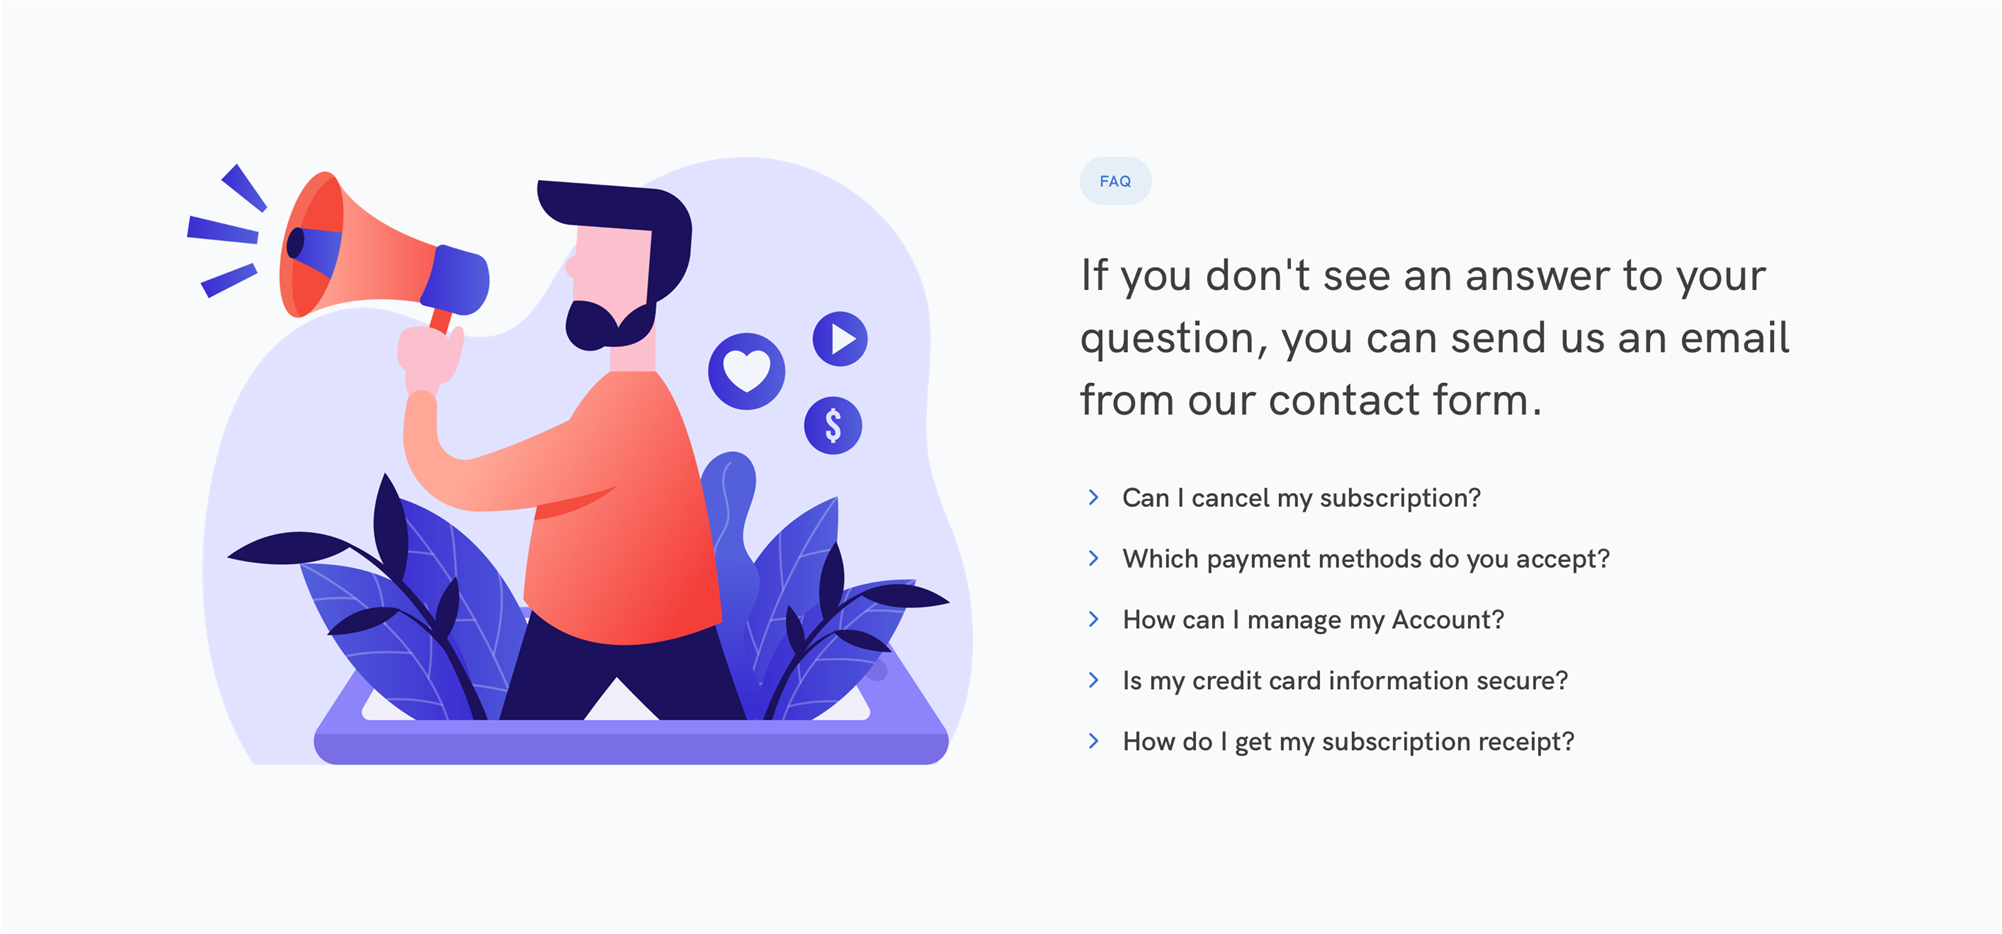 FAQ
If you don't see an answer to your
question, you can send us an email
from our contact form.
$
Can I cancel my subscription?
Which payment methods do you accept?
How can I manage my Account?
Is my credit card information secure?
How do I get my subscription receipt?